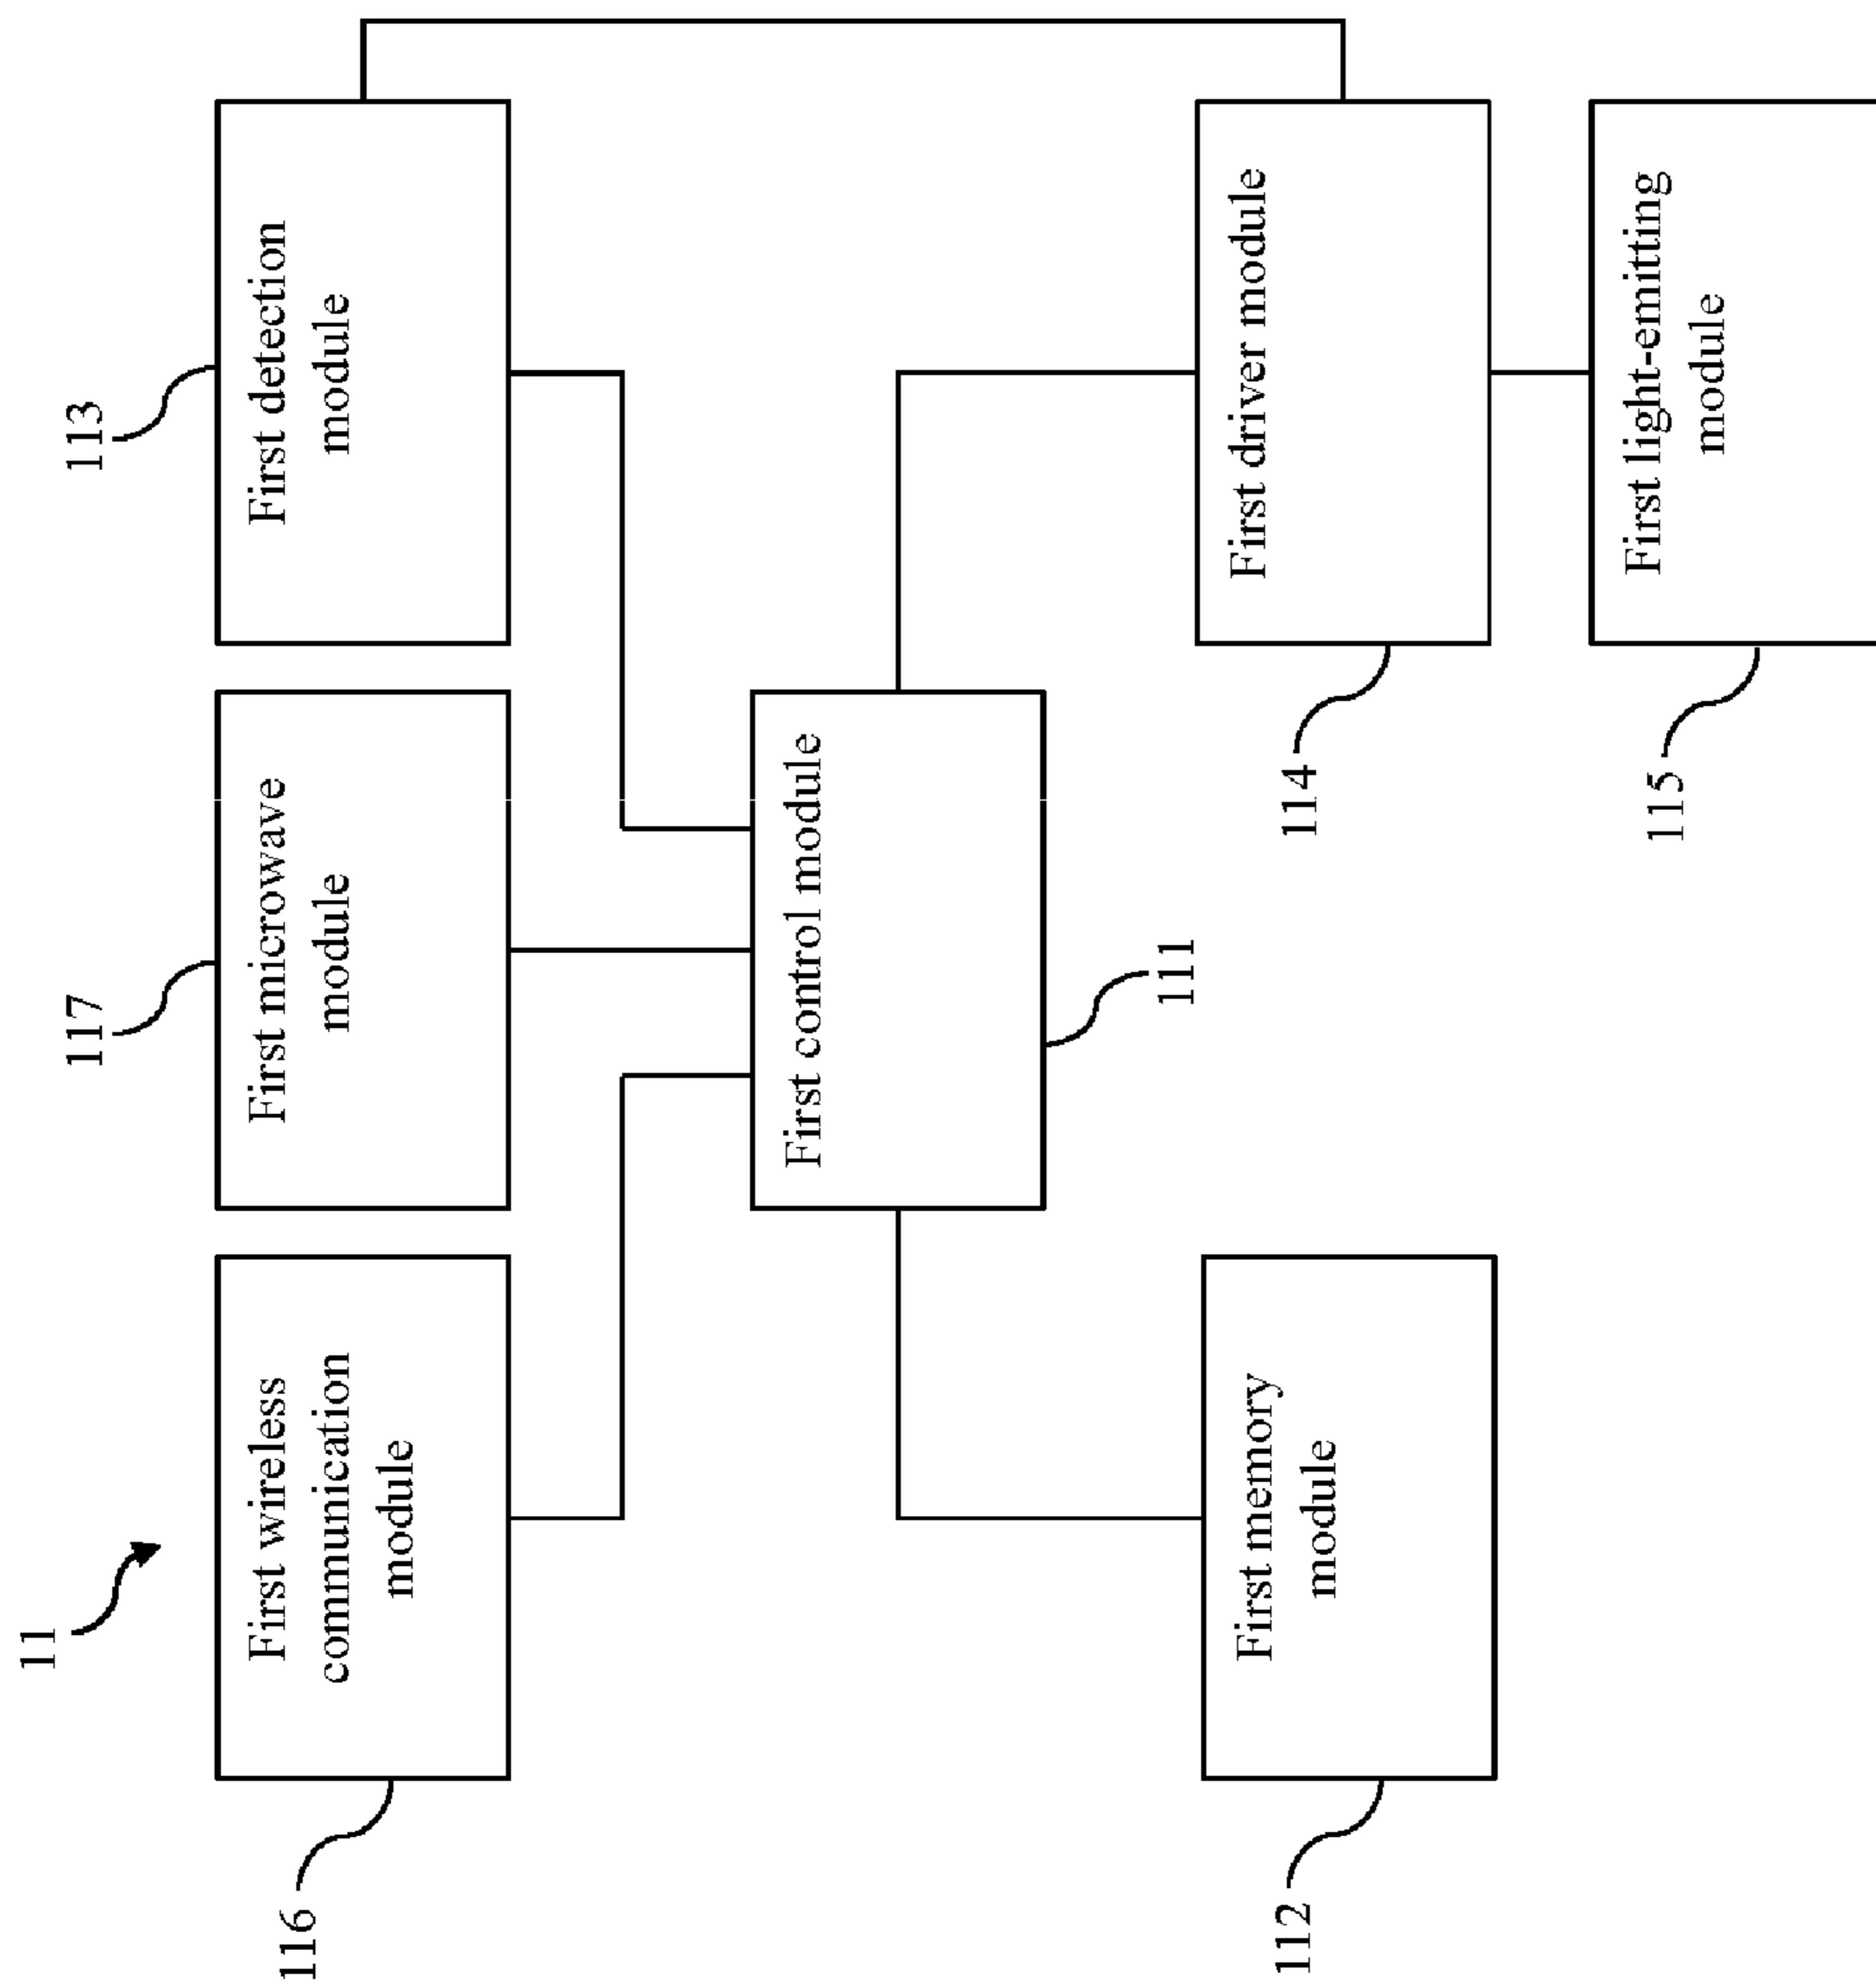 11
116
First wireless
communication
module
117
First microwave
module
113
First detection
module
First control module
111
112
First memory
module
114
First driver module
115
First light-emitting
module